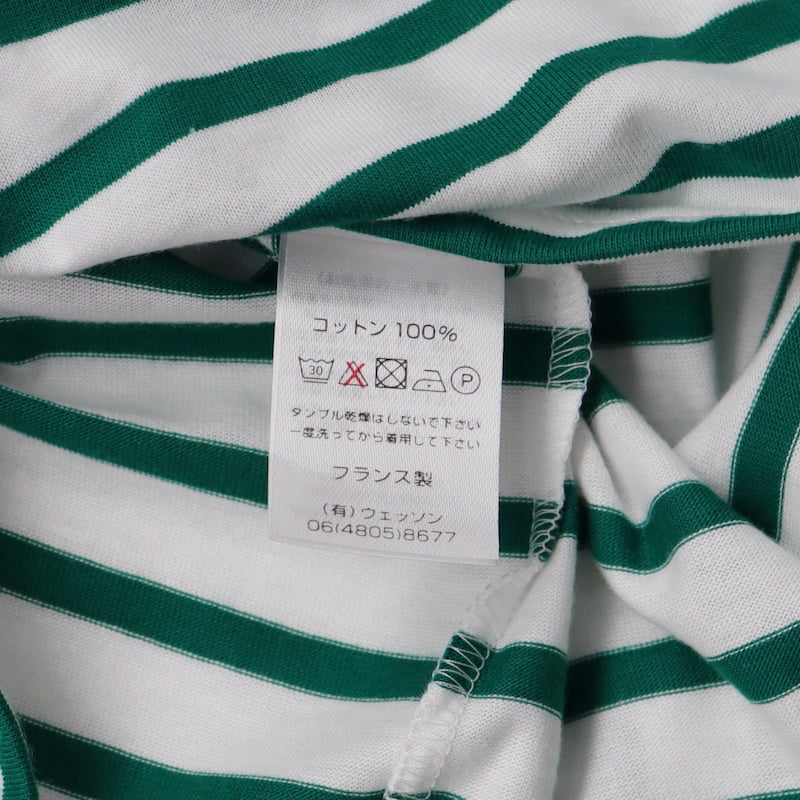 コットン 100%
30 P
タンブル乾燥はしないで下さい
一度洗ってから着用して下さい
フランス製
(有) ウェッソン
06(4805)8677